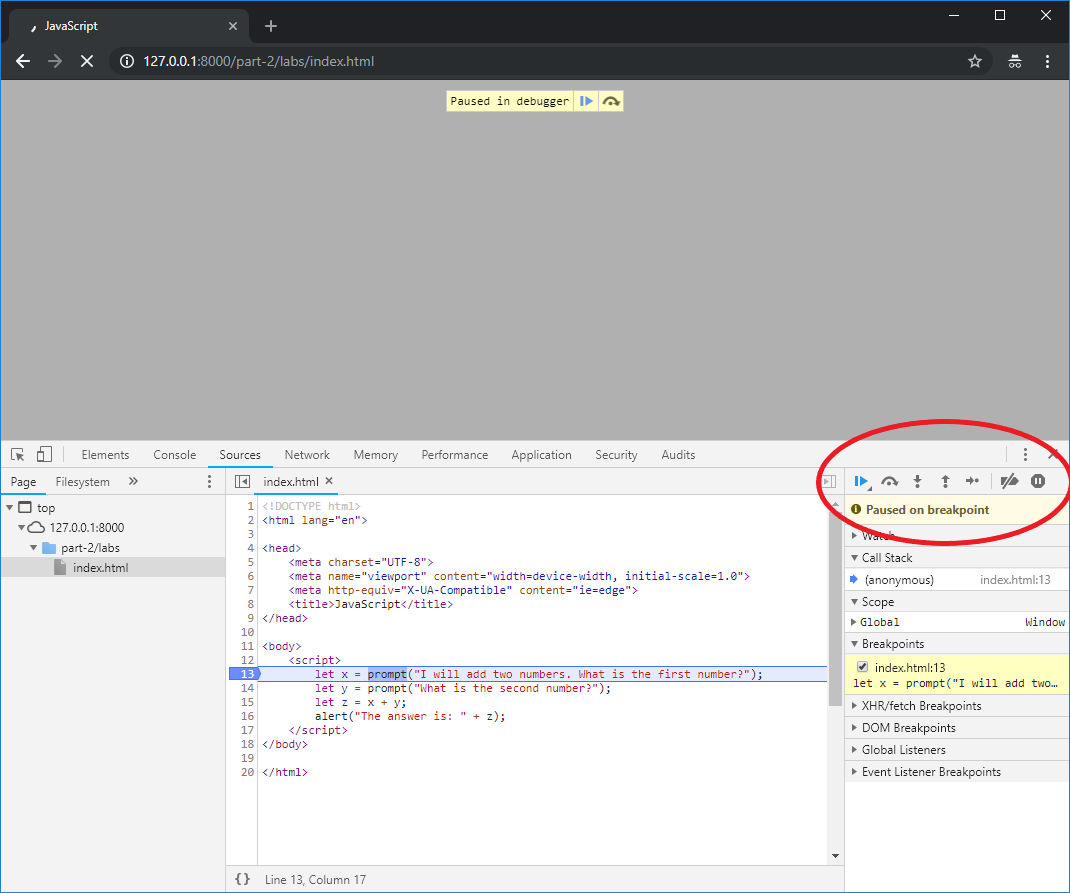 JavaScript
127.0.0.1:8000/part-2/labs/index.html
Paused in debugger
Elements Console Sources Network Memory Performance Application Security Audits
Page Filesystem
index.html
top
127.0.0.1:8000
part-2/labs
index.html
1 <!DOCTYPE html>
2 <html lang="en">
3
4 <head>
5 <meta charset="UTF-8">
6 <meta name="viewport" content="width=device-width, initial-scale=1.0">
7 <meta http-equiv="X-UA-Compatible" content="ie=edge">
8 <title>JavaScript</title>
9 </head>
10
11 <body>
12 <script>
13 let x = prompt("I will add two numbers. What is the first number?");
14 let y = prompt("What is the second number?");
15 let z = x + y;
16 alert("The answer is: " + z);
17 </script>
18 </body>
19
20 </html>
{} Line 13, Column 17
Paused on breakpoint
Watch
Call Stack
(anonymous) index.html:13
Scope
Global Window
Breakpoints
index.html:13
let x = prompt("I will add two…
XHR/fetch Breakpoints
DOM Breakpoints
Global Listeners
Event Listener Breakpoints